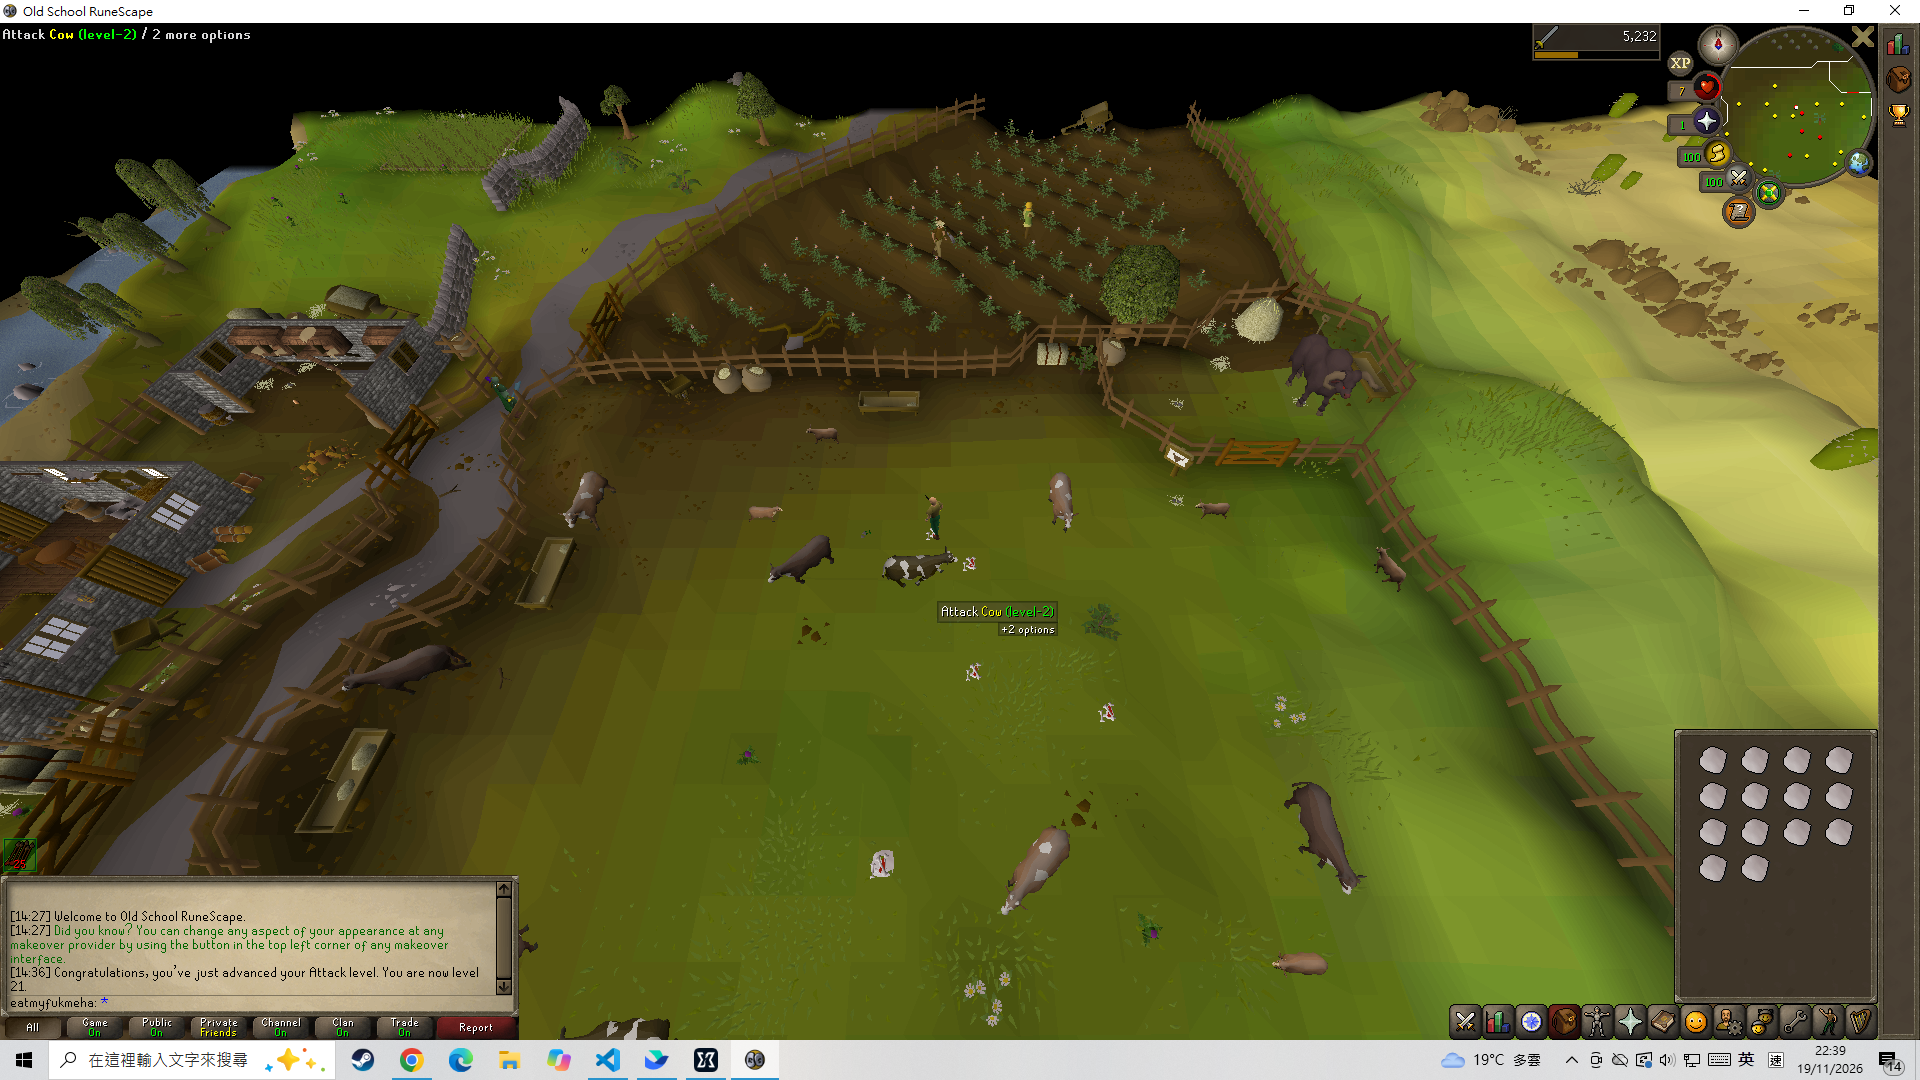 Old School RuneScape
Attack Cow (level-2) / 2 more options
5,232
N
XP
7
1
100
100
Attack Cow (level-2)
+2 options
25
[14:27] Welcome to Old School RuneScape.
[14:27] Did you know? You can change any aspect of your appearance at any
makeover provider by using the button in the top left corner of any makeover
interface.
[14:36] Congratulations, you've just advanced your Attack level. You are now level
21.
eatmyfukmeha: *
All
Game
On
Public
On
Private
Friends
Channel
On
Clan
On
Trade
On
Report
在這裡輸入文字來搜尋
19°C 多雲
英
速
22:39
19/11/2026
14